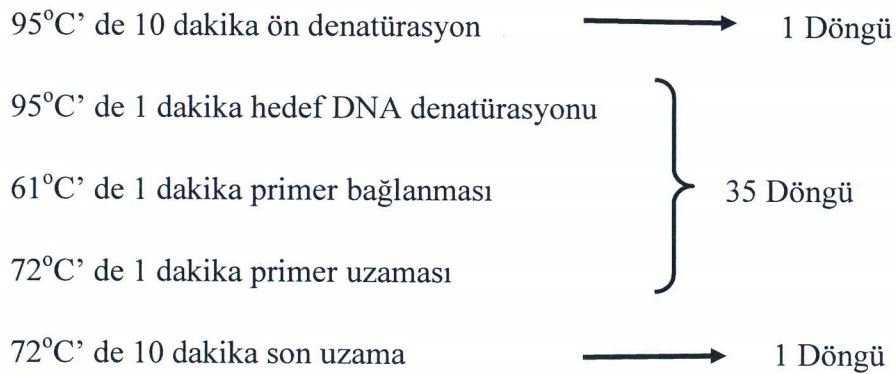 95°C’ de 10 dakika ön denatürasyon 1 Döngü
95°C’ de 1 dakika hedef DNA denatürasyonu
61°C’ de 1 dakika primer bağlanması 35 Döngü
72°C’ de 1 dakika primer uzaması
72°C’ de 10 dakika son uzama 1 Döngü